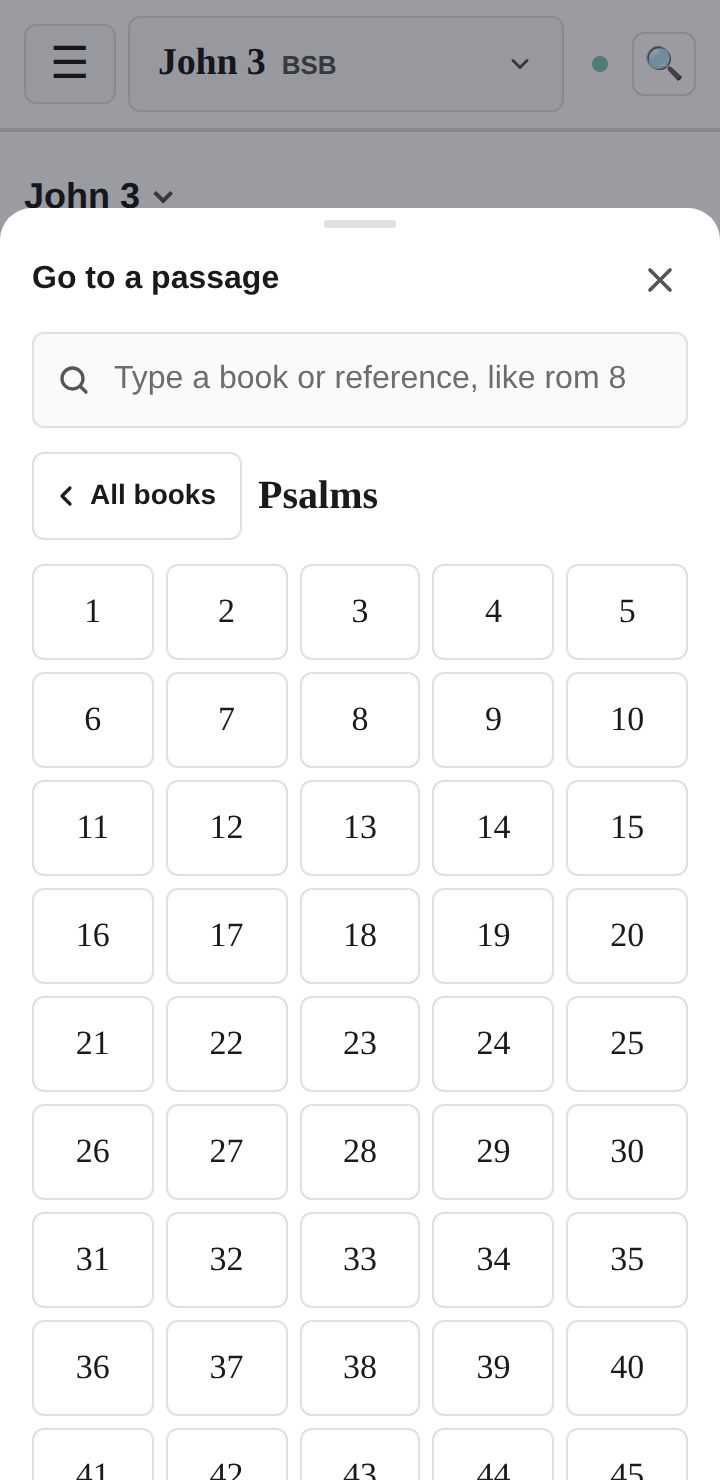 John 3 BSB
John 3
Go to a passage
Type a book or reference, like rom 8
All books Psalms
1 2 3 4 5
6 7 8 9 10
11 12 13 14 15
16 17 18 19 20
21 22 23 24 25
26 27 28 29 30
31 32 33 34 35
36 37 38 39 40
41 42 43 44 45